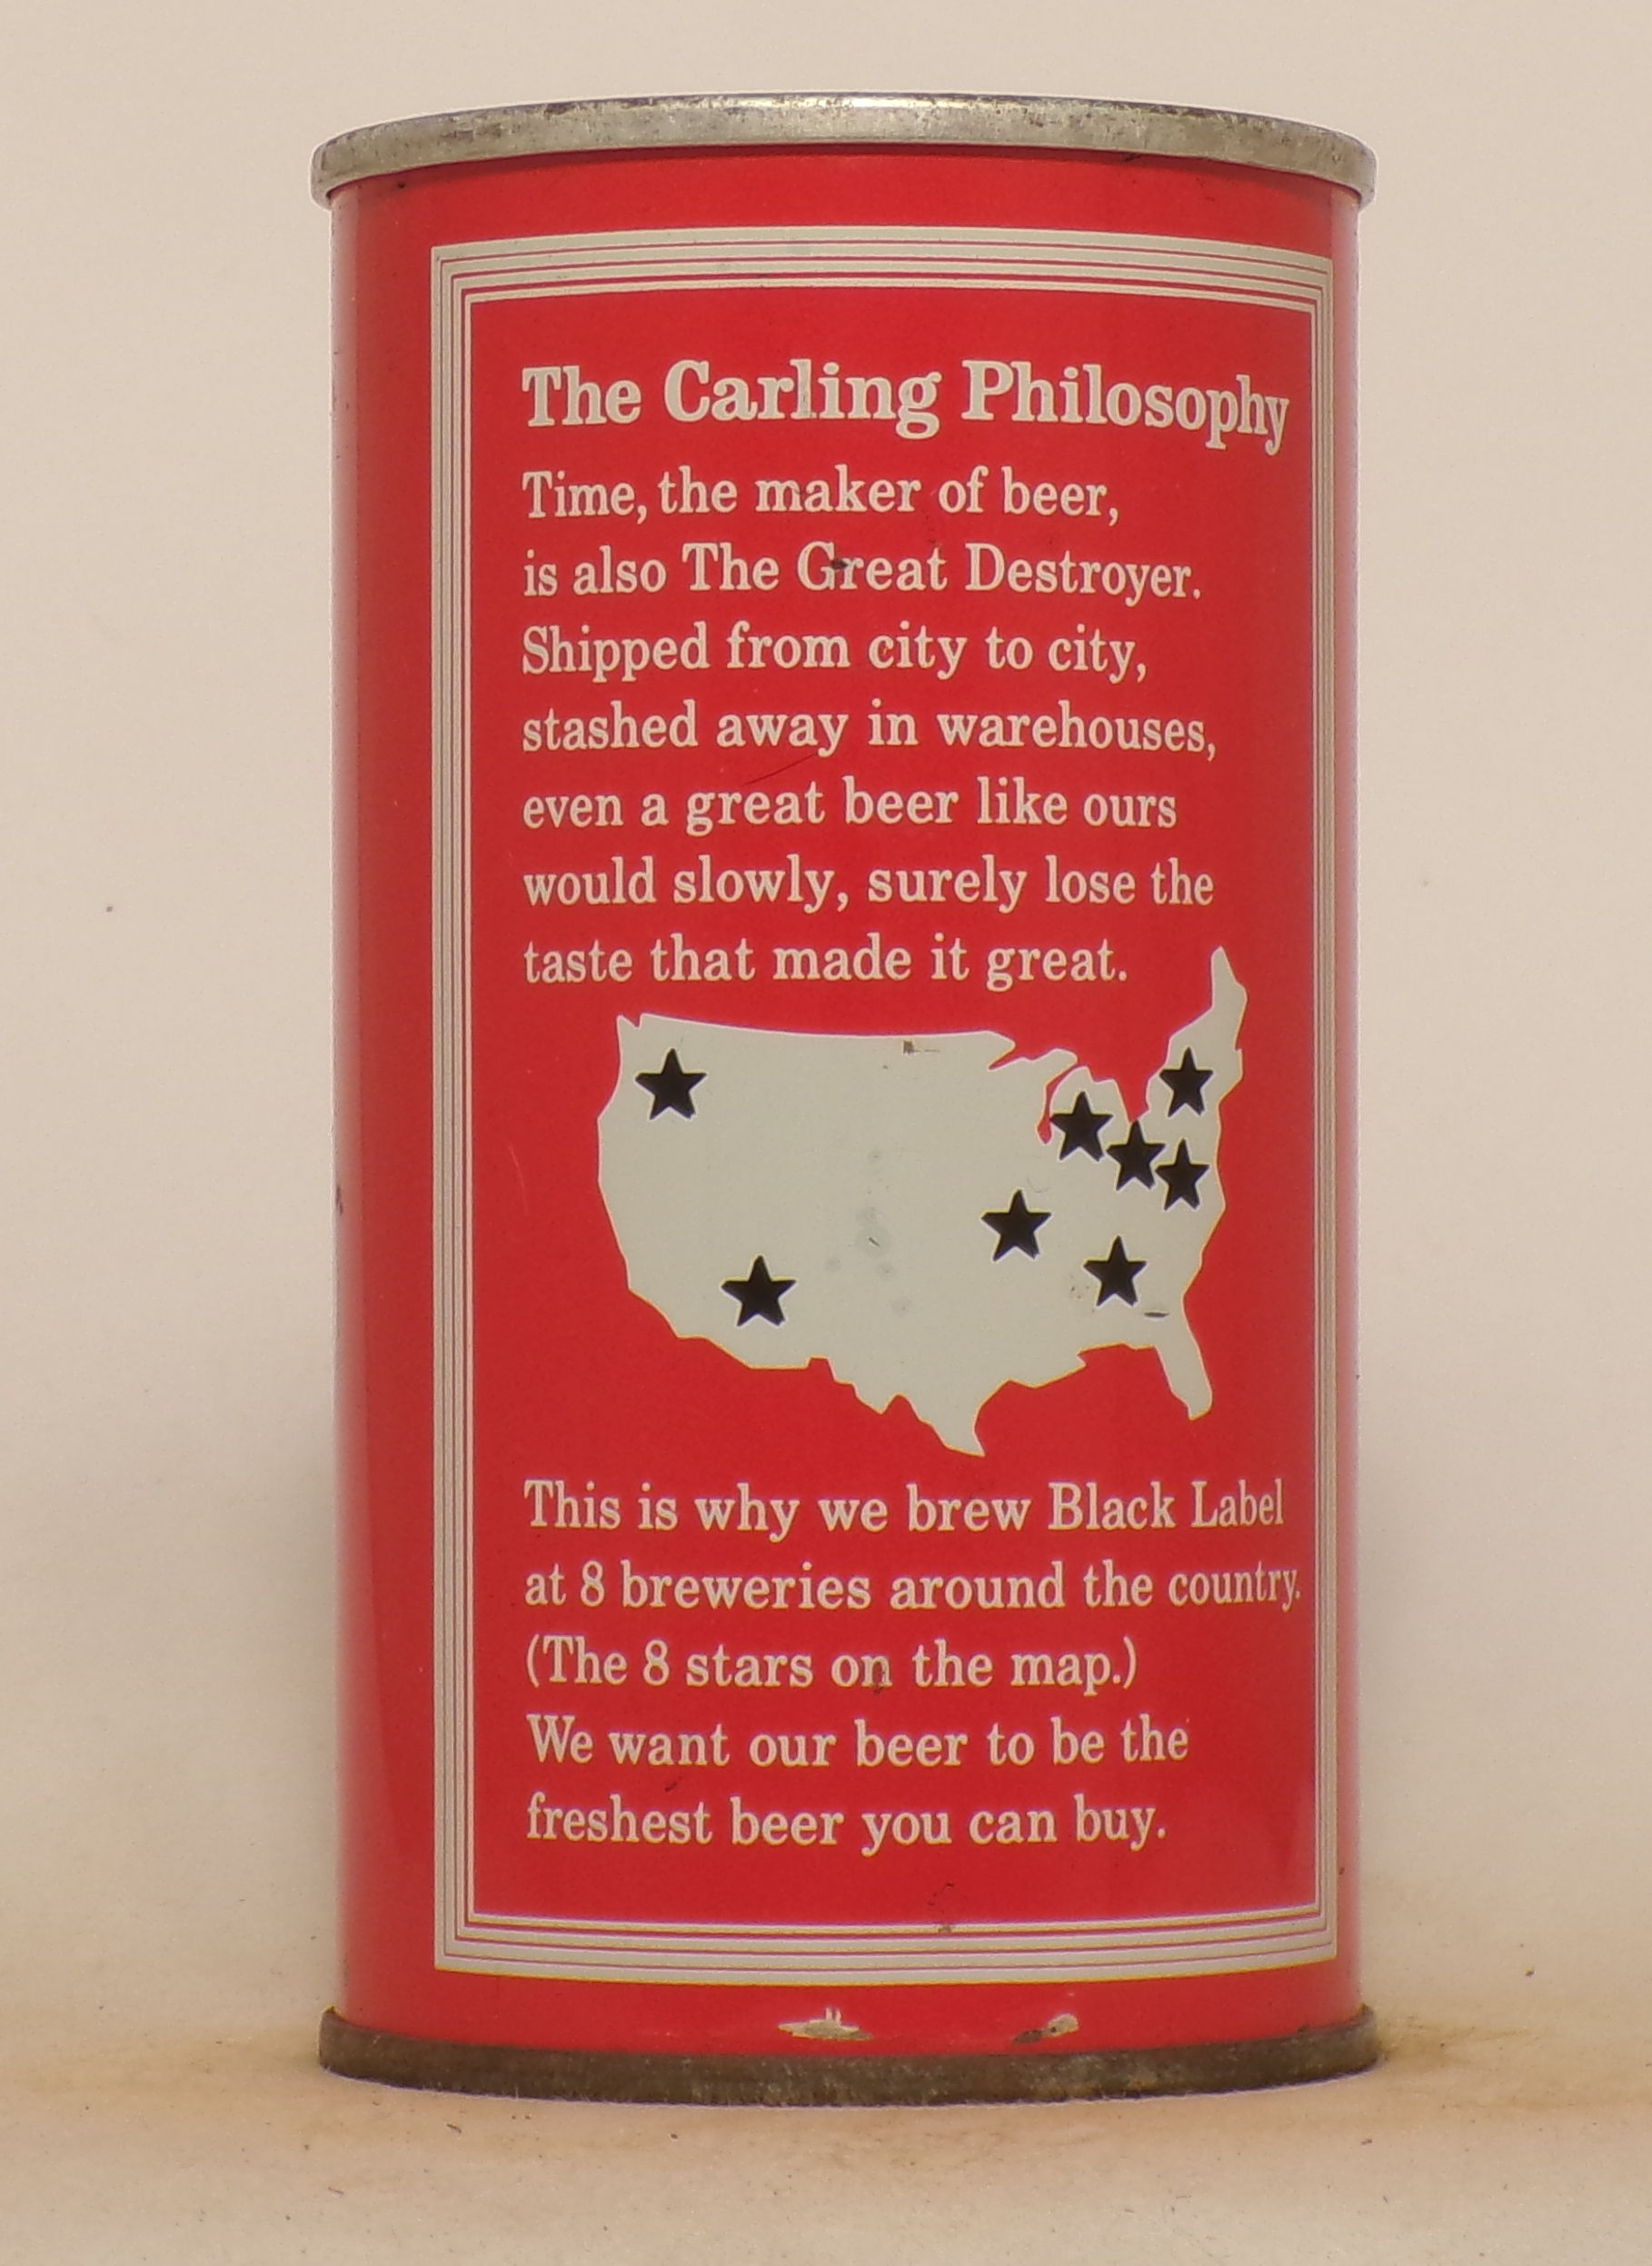 The Carling Philosophy
Time, the maker of beer,
is also The Great Destroyer.
Shipped from city to city,
stashed away in warehouses,
even a great beer like ours
would slowly, surely lose the
taste that made it great.
This is why we brew Black Label
at 8 breweries around the country.
(The 8 stars on the map.)
We want our beer to be the
freshest beer you can buy.